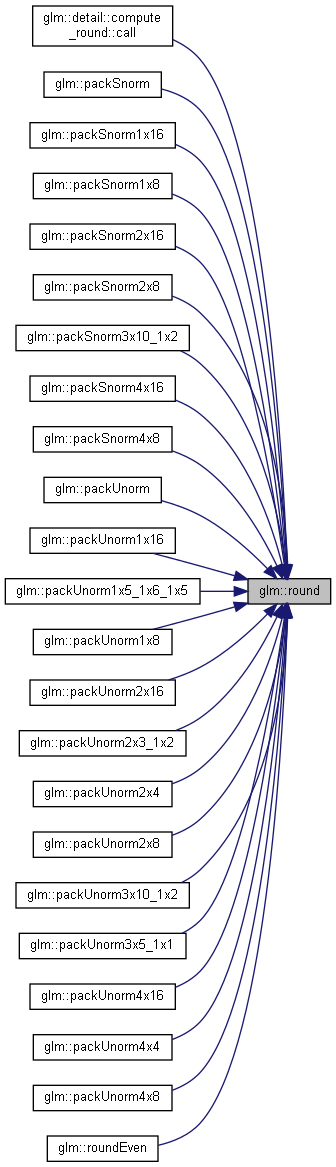 glm::detail::compute
_round::call
glm::packSnorm
glm::packSnorm1x16
glm::packSnorm1x8
glm::packSnorm2x16
glm::packSnorm2x8
glm::packSnorm3x10_1x2
glm::packSnorm4x16
glm::packSnorm4x8
glm::packUnorm
glm::packUnorm1x16
glm::packUnorm1x5_1x6_1x5
glm::round
glm::packUnorm1x8
glm::packUnorm2x16
glm::packUnorm2x3_1x2
glm::packUnorm2x4
glm::packUnorm2x8
glm::packUnorm3x10_1x2
glm::packUnorm3x5_1x1
glm::packUnorm4x16
glm::packUnorm4x4
glm::packUnorm4x8
glm::roundEven